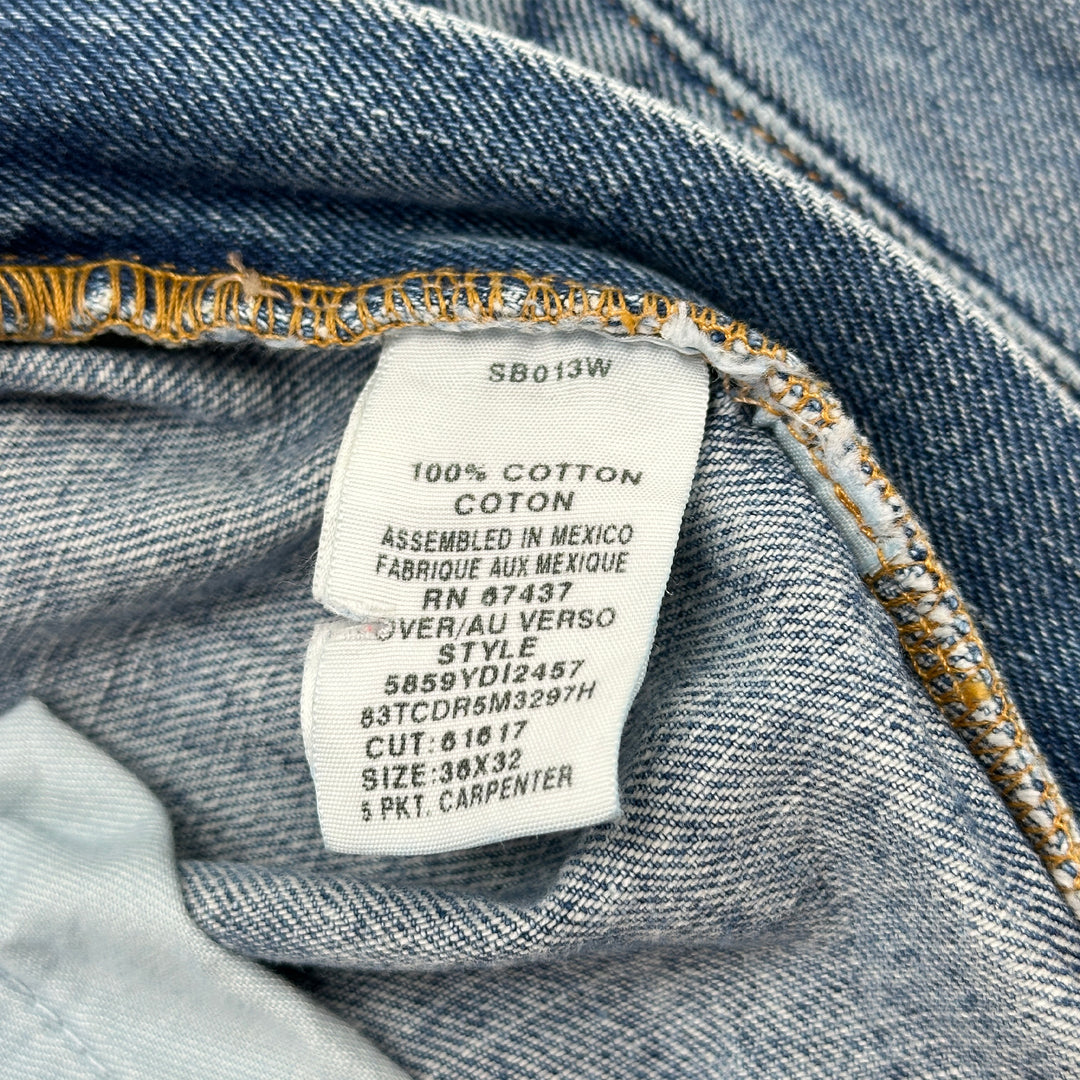 SB013W
100% COTTON
COTON
ASSEMBLED IN MEXICO
FABRIQUE AUX MEXIQUE
RN 67437
OVER/AU VERSO
STYLE
5859YDI2457
83TCDR5M3297H
CUT:61617
SIZE:36X32
5 PKT. CARPENTER